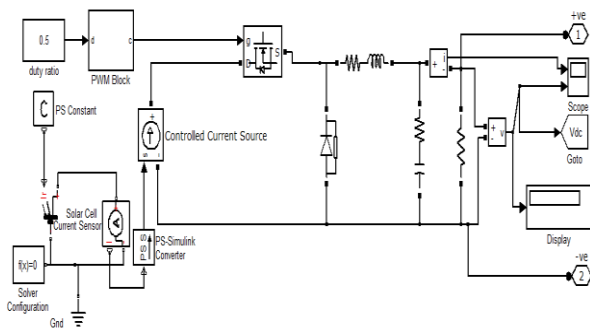 +ve
1
0.5
d
c
duty ratio
PWM Block
g
D
S
i
+
-
Scope
C
PS Constant
+
Controlled Current Source
+
-
v
Vdc
Goto
Solar Cell
Current Sensor
A
PS S
PS-Simulink
Converter
Display
f(x)=0
Solver
Configuration
Gnd
-ve
2